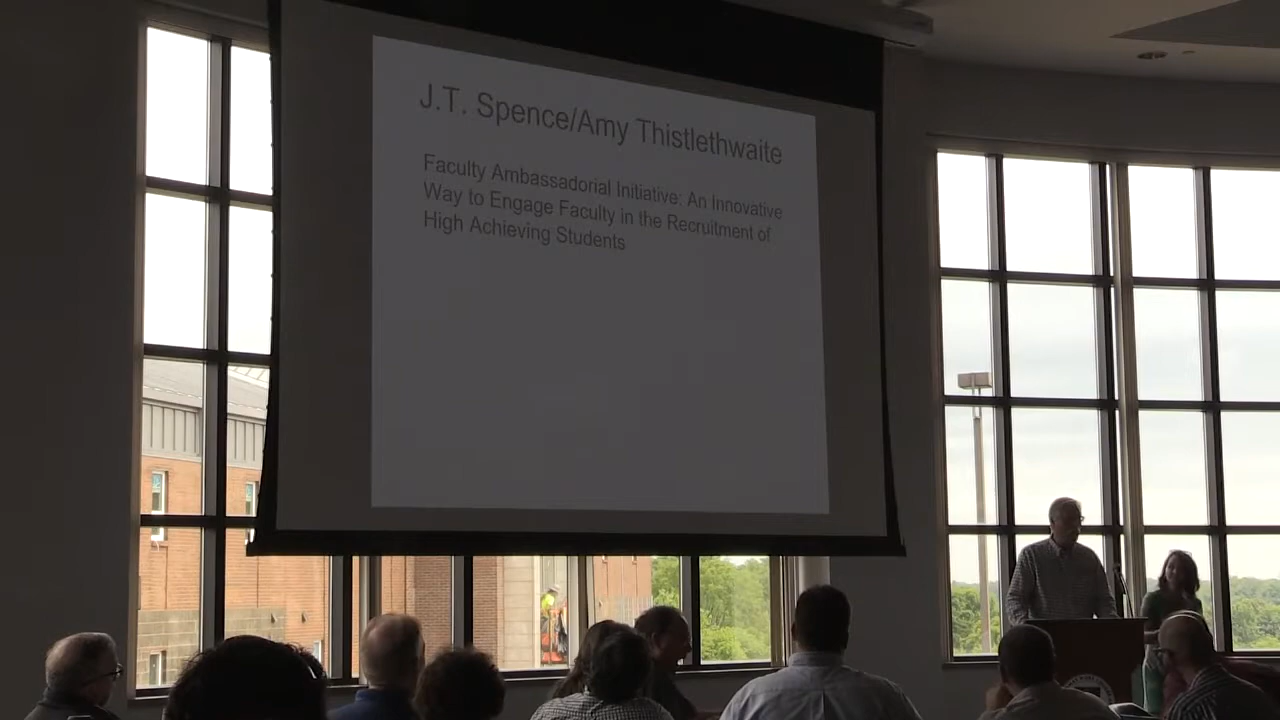 J.T. Spence/Amy Thistlethwaite
Faculty Ambassadorial Initiative: An Innovative
Way to Engage Faculty in the Recruitment of
High Achieving Students